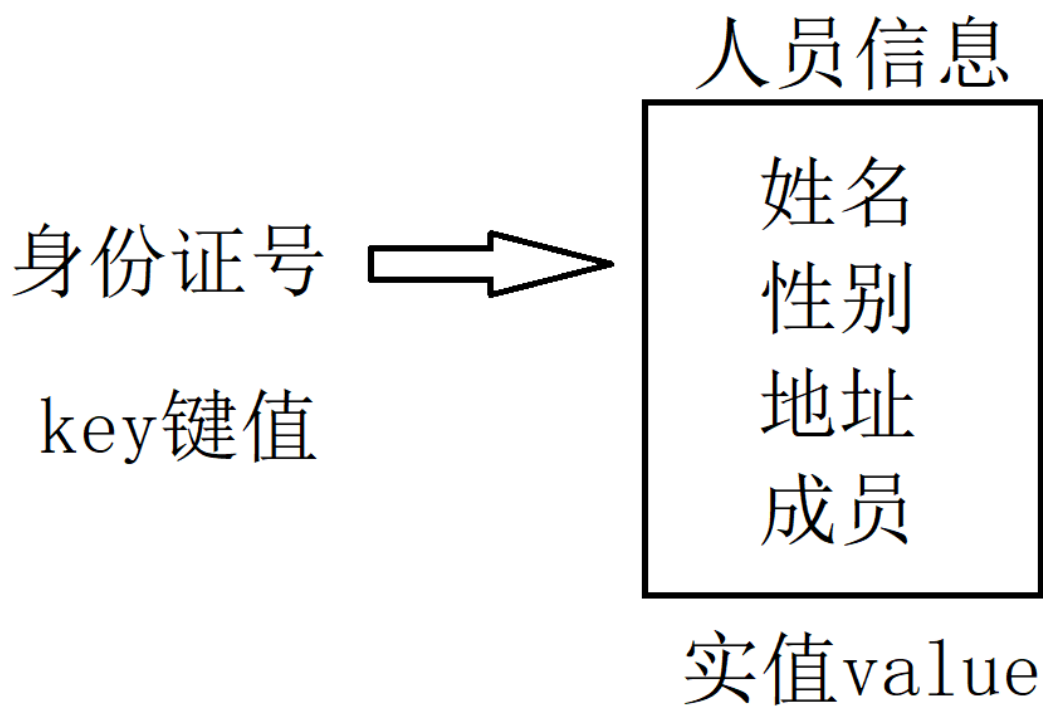 人员信息
姓名
性别
地址
成员
身份证号
key键值
实值value